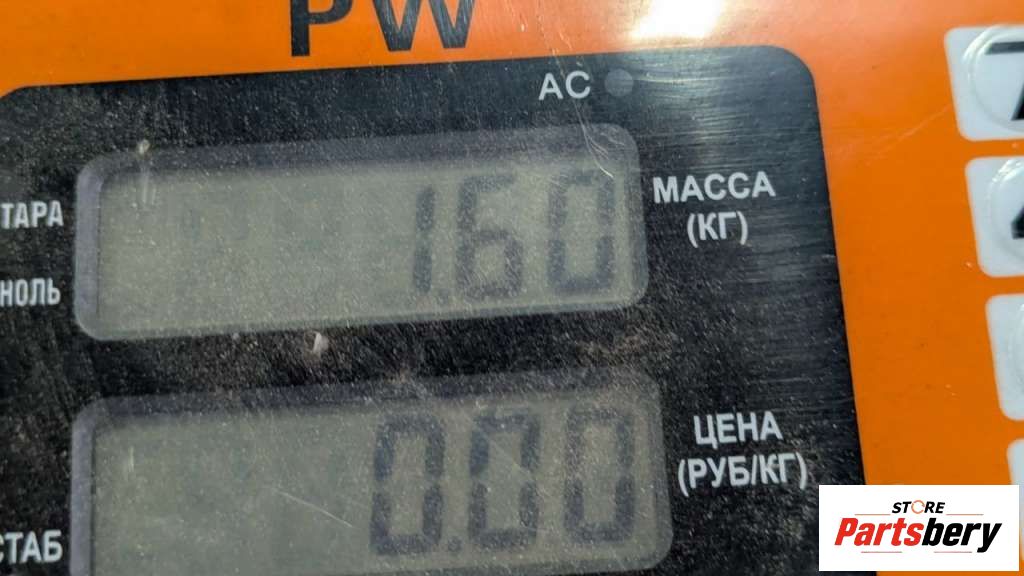 PW
AC
ТАРА
1.60
МАССА
(КГ)
НОЛЬ
0.00
ЦЕНА
(РУБ/КГ)
СТАБ
STORE
Partsbery